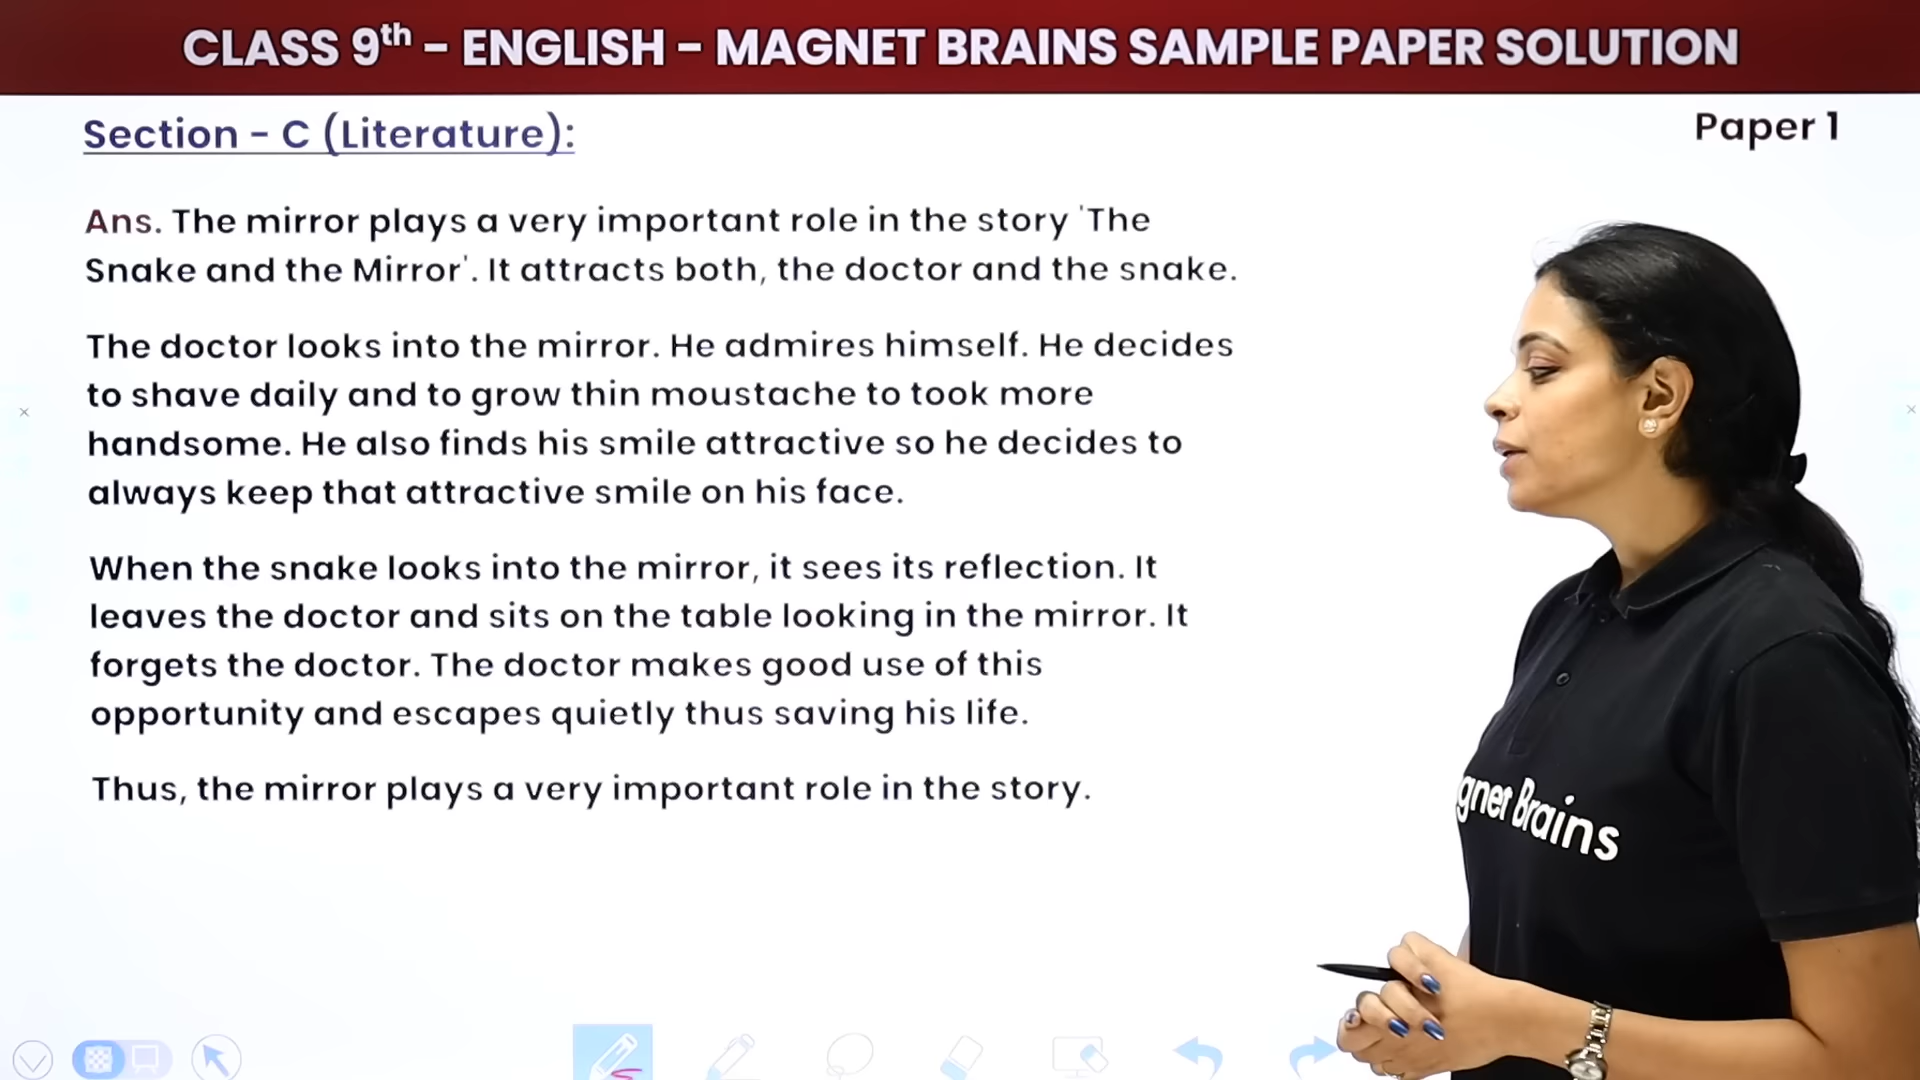 CLASS 9th – ENGLISH – MAGNET BRAINS SAMPLE PAPER SOLUTION
Section - C (Literature):
Paper 1
Ans. The mirror plays a very important role in the story 'The
Snake and the Mirror'. It attracts both, the doctor and the snake.
The doctor looks into the mirror. He admires himself. He decides
to shave daily and to grow thin moustache to took more
handsome. He also finds his smile attractive so he decides to
always keep that attractive smile on his face.
When the snake looks into the mirror, it sees its reflection. It
leaves the doctor and sits on the table looking in the mirror. It
forgets the doctor. The doctor makes good use of this
opportunity and escapes quietly thus saving his life.
Thus, the mirror plays a very important role in the story.
gnet Brains